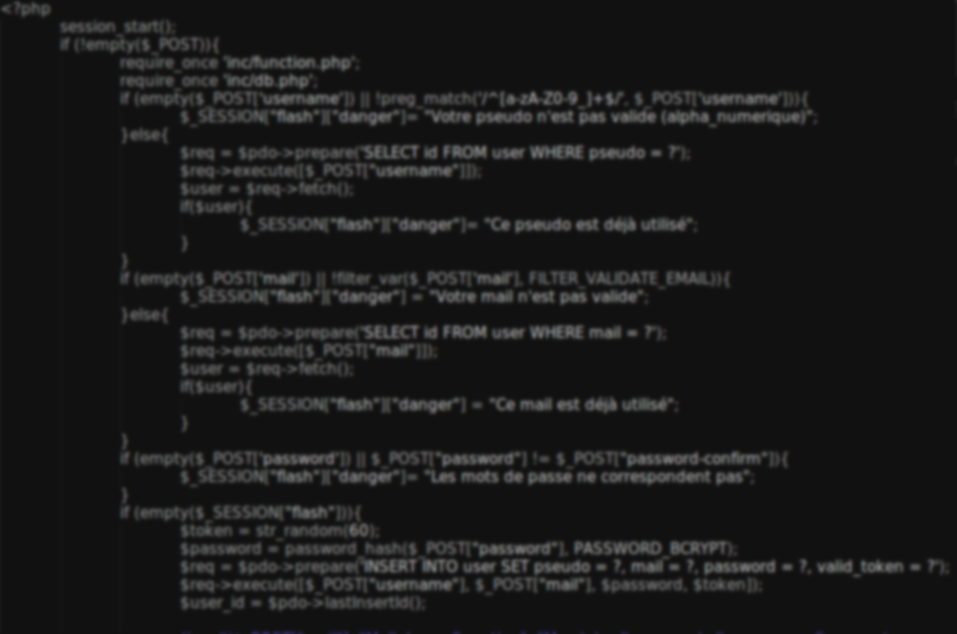 <?php
session_start();
if (!empty($_POST)){
require_once 'inc/function.php';
require_once 'inc/db.php';
if (empty($_POST['username']) || !preg_match('/^[a-zA-Z0-9_]+$/', $_POST['username'])){
$_SESSION["flash"]["danger"]= "Votre pseudo n'est pas valide (alpha_numerique)";
}else{
$req = $pdo->prepare('SELECT id FROM user WHERE pseudo = ?');
$req->execute([$_POST["username"]]);
$user = $req->fetch();
if($user){
$_SESSION["flash"]["danger"]= "Ce pseudo est déjà utilisé";
}
}
if (empty($_POST['mail']) || !filter_var($_POST['mail'], FILTER_VALIDATE_EMAIL)){
$_SESSION["flash"]["danger"] = "Votre mail n'est pas valide";
}else{
$req = $pdo->prepare('SELECT id FROM user WHERE mail = ?');
$req->execute([$_POST["mail"]]);
$user = $req->fetch();
if($user){
$_SESSION["flash"]["danger"] = "Ce mail est déjà utilisé";
}
}
if (empty($_POST['password']) || $_POST["password"] != $_POST["password-confirm"]){
$_SESSION["flash"]["danger"]= "Les mots de passe ne correspondent pas";
}
if (empty($_SESSION["flash"])){
$token = str_random(60);
$password = password_hash($_POST["password"], PASSWORD_BCRYPT);
$req = $pdo->prepare('INSERT INTO user SET pseudo = ?, mail = ?, password = ?, valid_token = ?');
$req->execute([$_POST["username"], $_POST["mail"], $password, $token]);
$user_id = $pdo->lastInsertId();